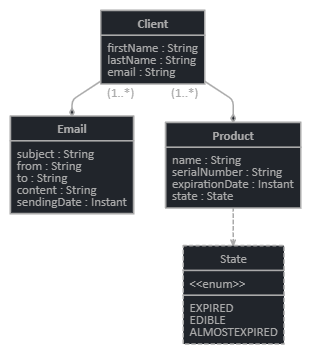 Client
firstName : String
lastName : String
email : String
(1..*)
(1..*)
Email
subject : String
from : String
to : String
content : String
sendingDate : Instant
Product
name : String
serialNumber : String
expirationDate : Instant
state : State
State
<<enum>>
EXPIRED
EDIBLE
ALMOSTEXPIRED